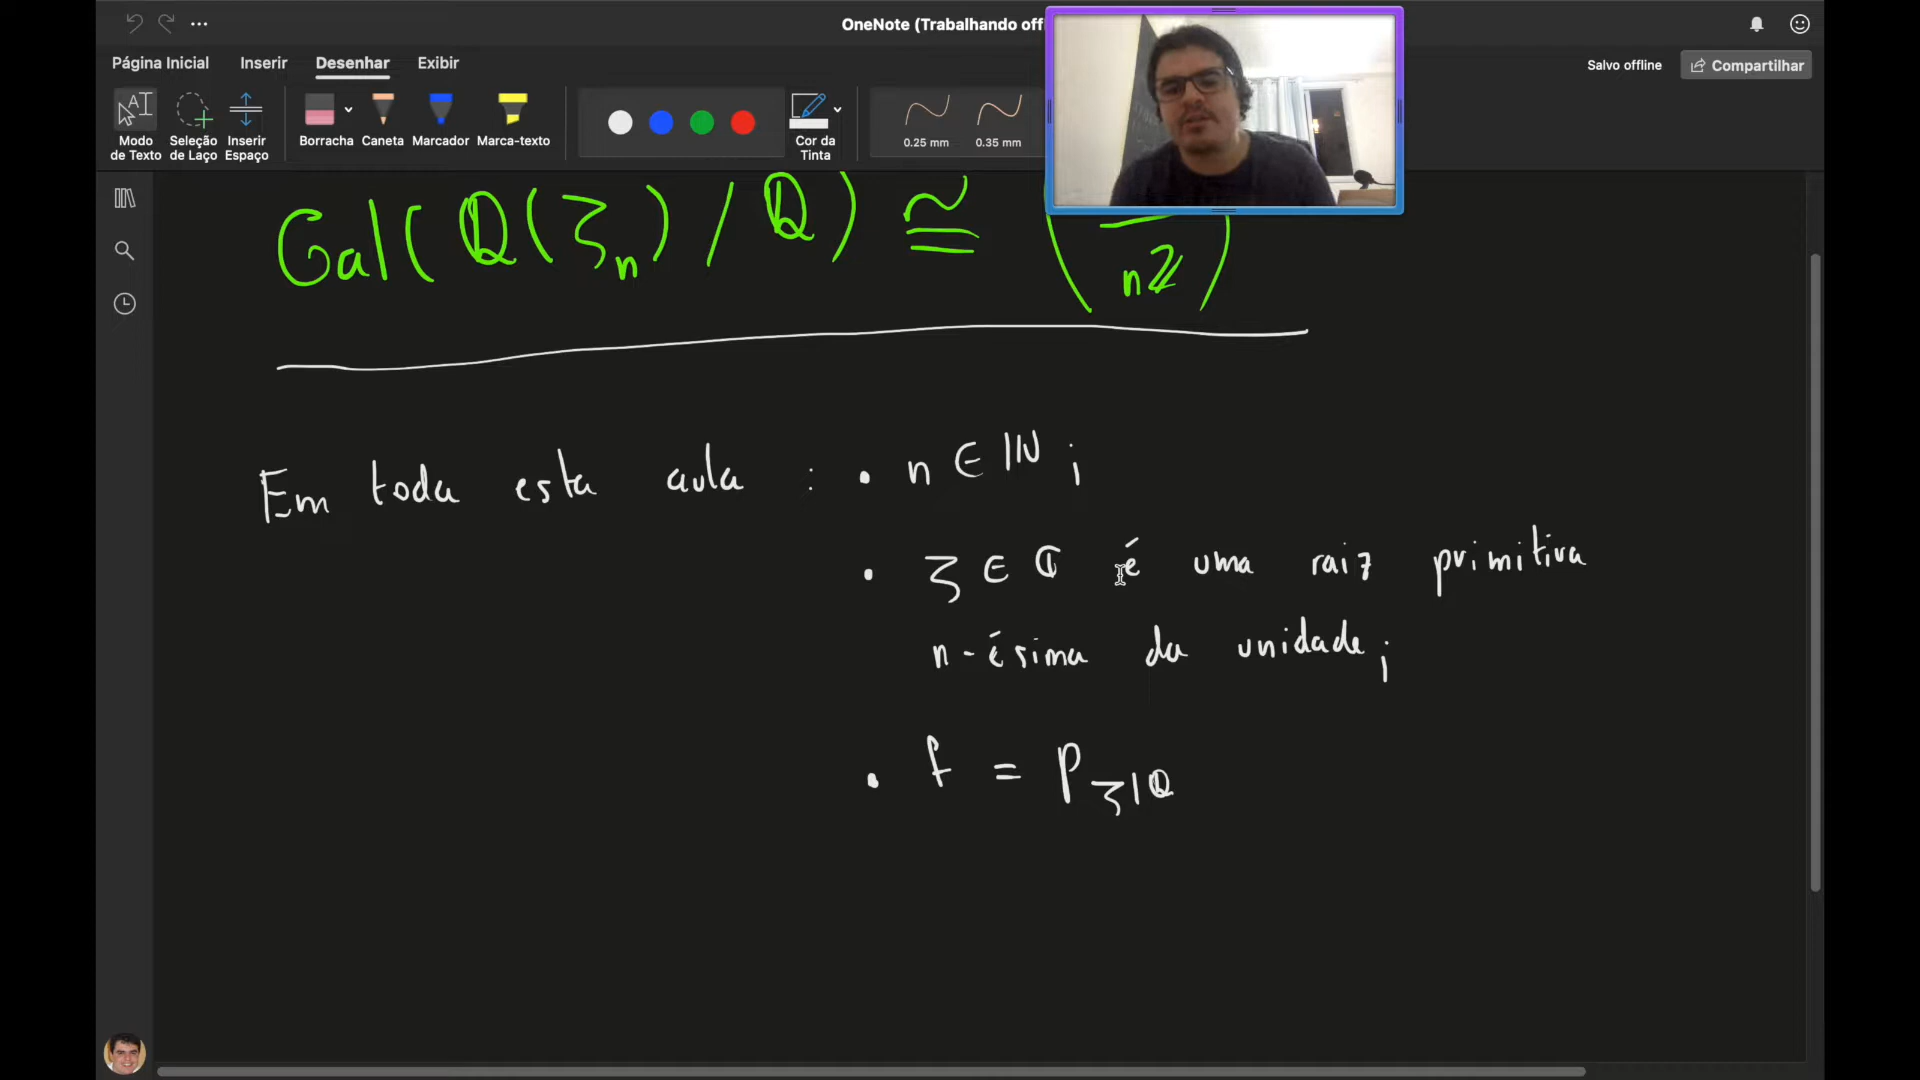 OneNote (Trabalhando off
Página Inicial Inserir Desenhar Exibir
Salvo offline
Compartilhar
Modo de Texto
Seleção de Laço
Inserir Espaço
Borracha
Caneta
Marcador
Marca-texto
Cor da Tinta
0.25 mm
0.35 mm
Gal(ℚ(ζₙ)/ℚ) ≅ ( / nℤ)
Em toda esta aula : • n ∈ ℕ ;
• ζ ∈ ℂ é uma raiz primitiva
n-ésima da unidade ;
• f = p_ζ|ℚ